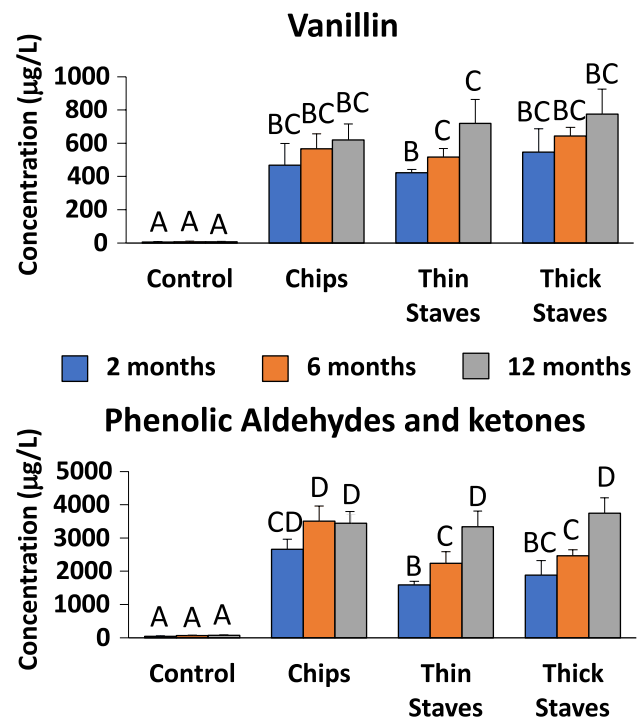 Vanillin
Concentration (µg/L)
1000
800
600
400
200
0
A A A
BC BC BC
B C C
BC BC BC
Control Chips Thin Staves Thick Staves
2 months 6 months 12 months
Phenolic Aldehydes and ketones
Concentration (µg/L)
5000
4000
3000
2000
1000
0
A A A
CD D D
B C D
BC C D
Control Chips Thin Staves Thick Staves